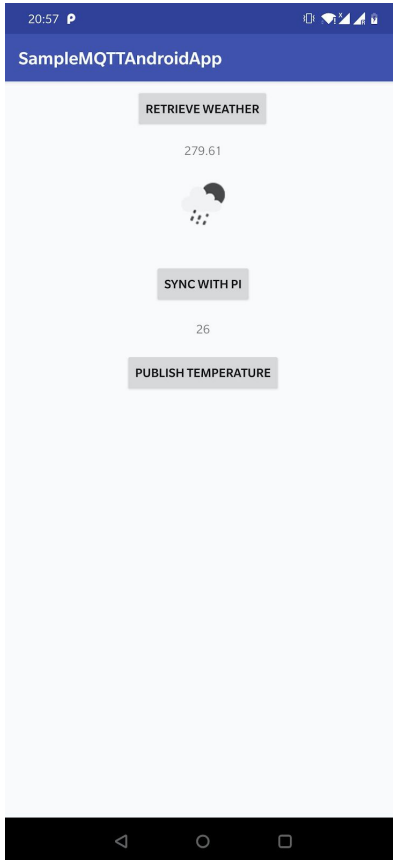 20:57 P
SampleMQTTAndroidApp
RETRIEVE WEATHER
279.61
SYNC WITH PI
26
PUBLISH TEMPERATURE